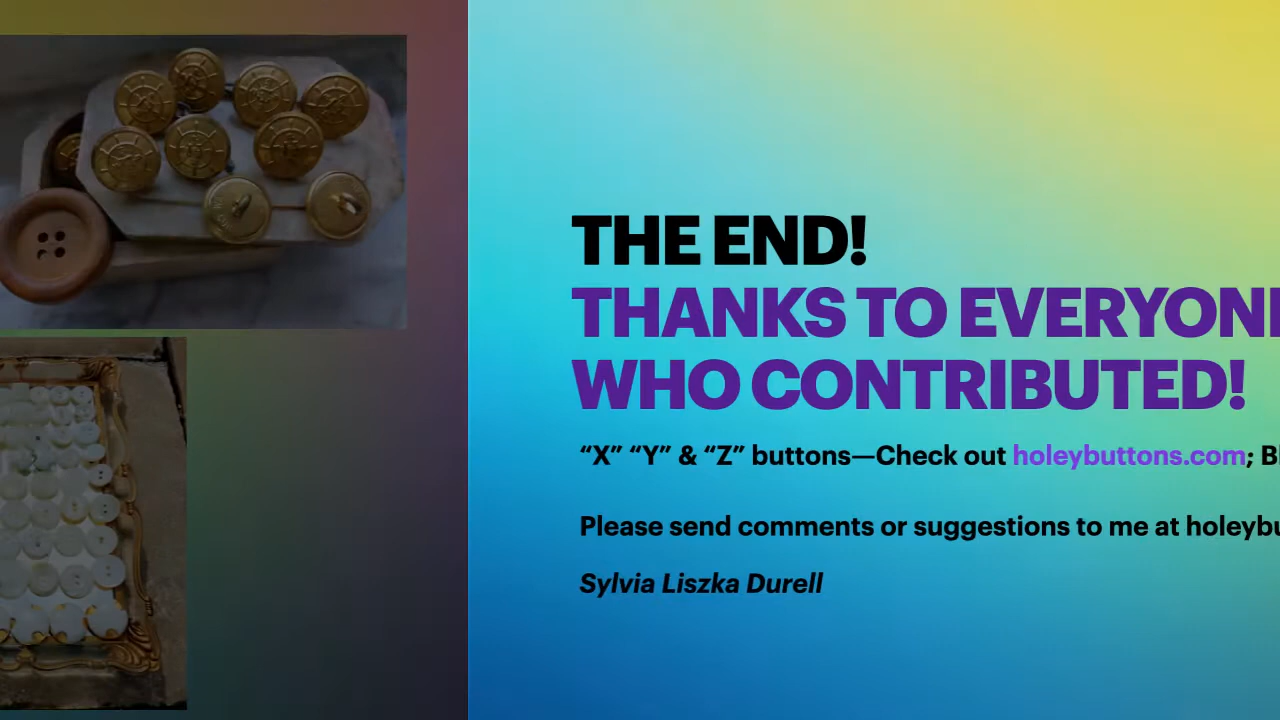 THE END!
THANKS TO EVERYONE
WHO CONTRIBUTED!
“X” “Y” & “Z” buttons—Check out holeybuttons.com;
Please send comments or suggestions to me at
Sylvia Liszka Durell